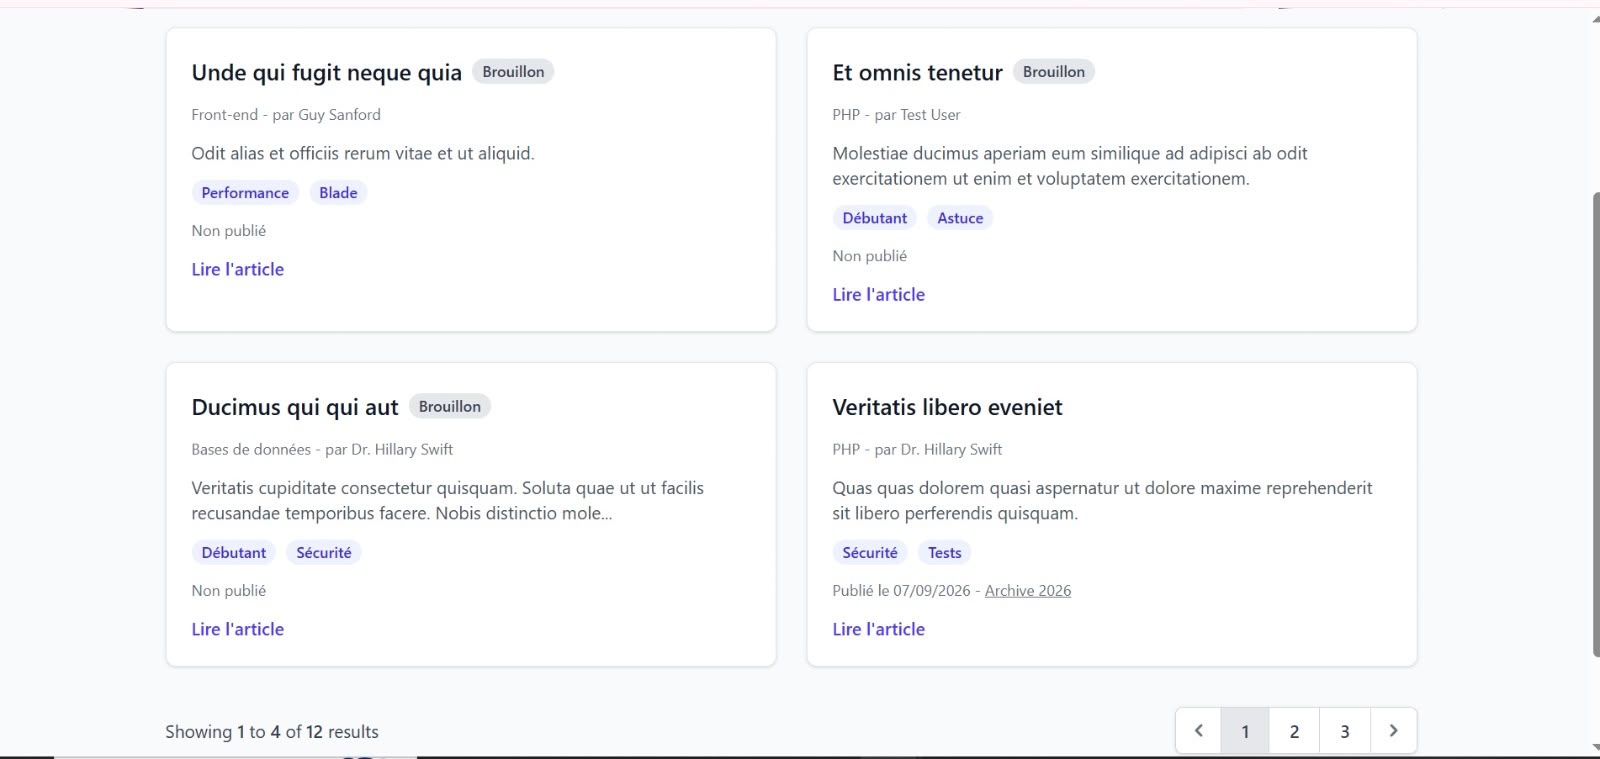 Unde qui fugit neque quia Brouillon
Front-end - par Guy Sanford
Odit alias et officiis rerum vitae et ut aliquid.
Performance Blade
Non publié
Lire l'article
Et omnis tenetur Brouillon
PHP - par Test User
Molestiae ducimus aperiam eum similique ad adipisci ab odit
exercitationem ut enim et voluptatem exercitationem.
Débutant Astuce
Non publié
Lire l'article
Ducimus qui qui aut Brouillon
Bases de données - par Dr. Hillary Swift
Veritatis cupiditate consectetur quisquam. Soluta quae ut ut facilis
recusandae temporibus facere. Nobis distinctio mole...
Débutant Sécurité
Non publié
Lire l'article
Veritatis libero eveniet
PHP - par Dr. Hillary Swift
Quas quas dolorem quasi aspernatur ut dolore maxime reprehenderit
sit libero perferendis quisquam.
Sécurité Tests
Publié le 07/09/2026 - Archive 2026
Lire l'article
Showing 1 to 4 of 12 results
1 2 3